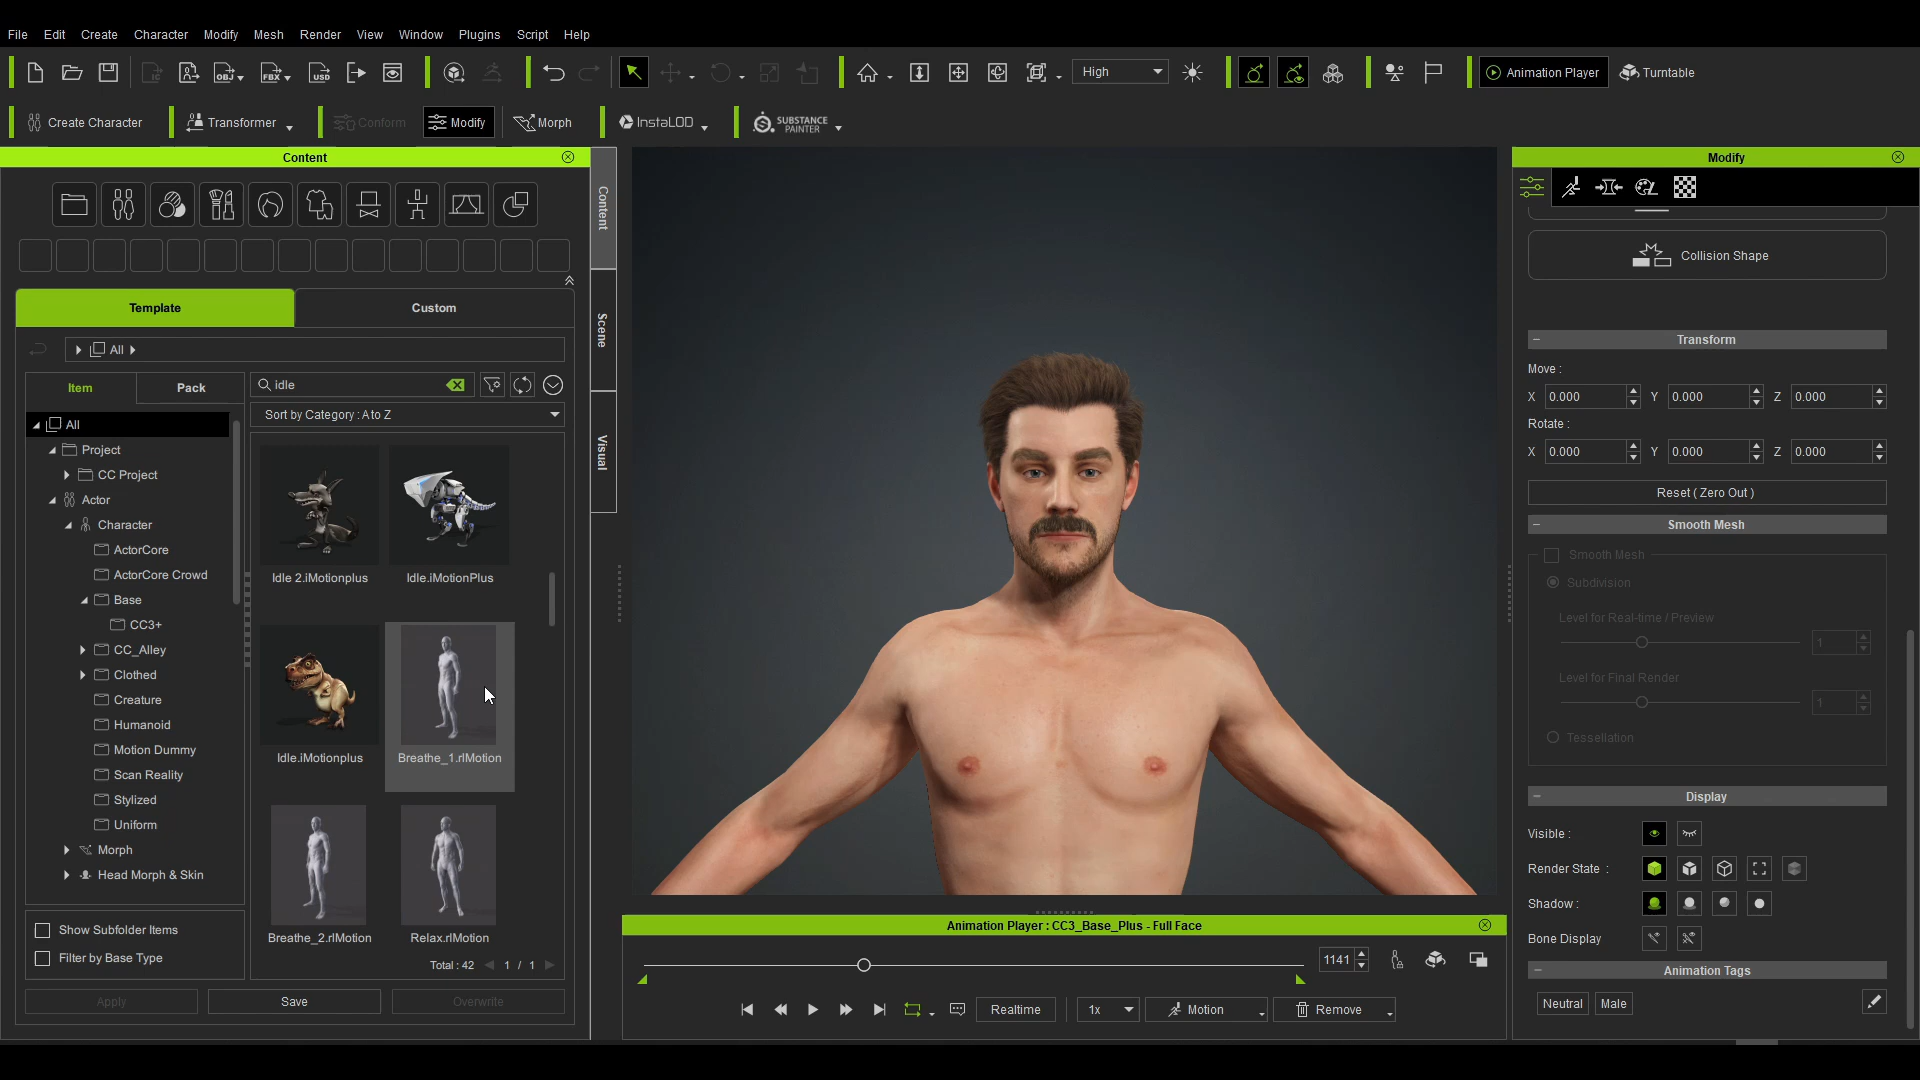 File Edit Create Character Modify Mesh Render View Window Plugins Script Help
IC OBJ FBX USD High Animation Player Turntable
Create Character Transformer Conform Modify Morph InstaLOD SUBSTANCE PAINTER
Content
Template Custom
All
Item Pack
idle
Sort by Category : A to Z
All
Project
CC Project
Actor
Character
ActorCore
ActorCore Crowd
Base
CC3+
CC_Alley
Clothed
Creature
Humanoid
Motion Dummy
Scan Reality
Stylized
Uniform
Morph
Head Morph & Skin
Show Subfolder Items
Filter by Base Type
Idle 2.iMotionplus Idle.iMotionPlus
Idle.iMotionplus Breathe_1.rlMotion
Breathe_2.rlMotion Relax.rlMotion
Total : 42 1 / 1
Apply Save Overwrite
Content
Scene
Visual
Animation Player : CC3_Base_Plus - Full Face
1141
Realtime 1x Motion Remove
Modify
Collision Shape
Transform
Move :
X 0.000 Y 0.000 Z 0.000
Rotate :
X 0.000 Y 0.000 Z 0.000
Reset ( Zero Out )
Smooth Mesh
Smooth Mesh
Subdivision
Level for Real-time / Preview
1
Level for Final Render
1
Tessellation
Display
Visible :
Render State :
Shadow :
Bone Display
Animation Tags
Neutral Male